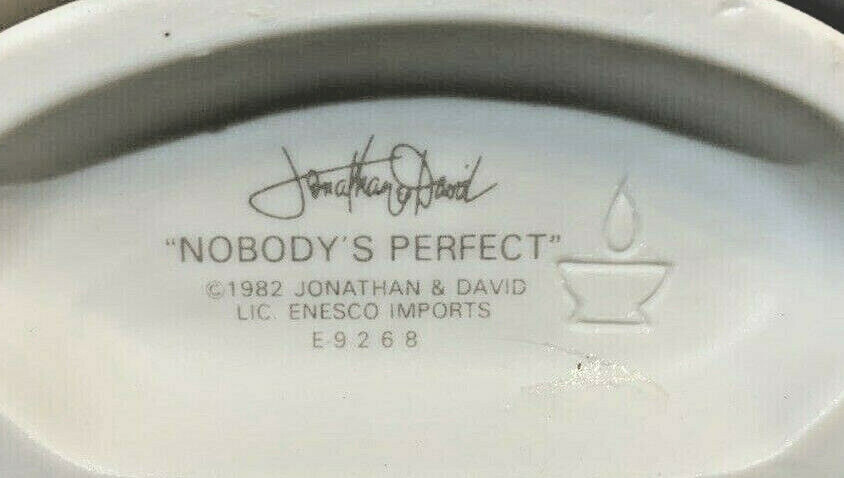 Jonathan & David
"NOBODY'S PERFECT"
©1982 JONATHAN & DAVID
LIC. ENESCO IMPORTS
E-9268